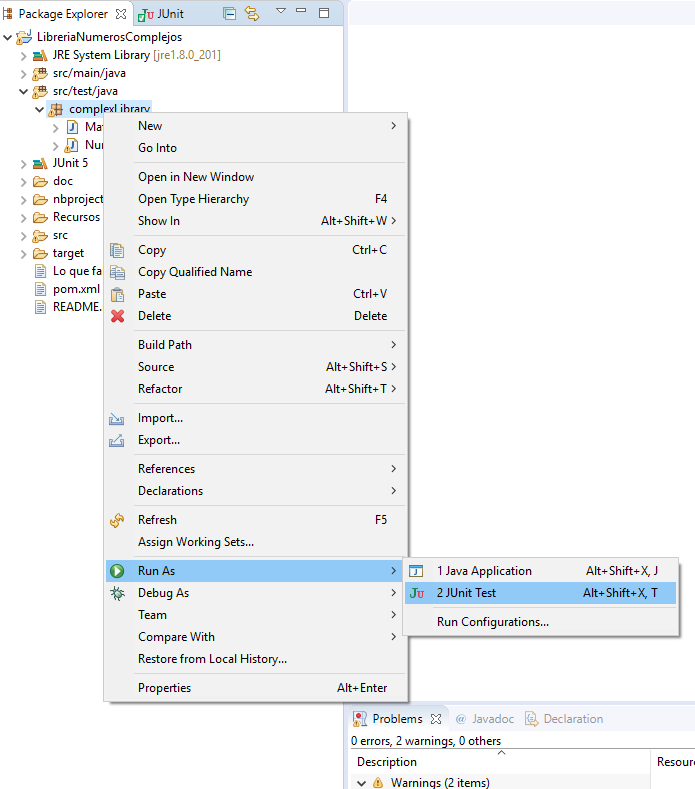 Package Explorer JUnit
LibreriaNumerosComplejos
JRE System Library [jre1.8.0_201]
src/main/java
src/test/java
complexLibrary
Ma
Nu
JUnit 5
doc
nbproject
Recursos
src
target
Lo que fa
pom.xml
README.
New
Go Into
Open in New Window
Open Type Hierarchy F4
Show In Alt+Shift+W
Copy Ctrl+C
Copy Qualified Name
Paste Ctrl+V
Delete Delete
Build Path
Source Alt+Shift+S
Refactor Alt+Shift+T
Import...
Export...
References
Declarations
Refresh F5
Assign Working Sets...
Run As
Debug As
Team
Compare With
Restore from Local History...
Properties Alt+Enter
1 Java Application Alt+Shift+X, J
2 JUnit Test Alt+Shift+X, T
Run Configurations...
Problems @ Javadoc Declaration
0 errors, 2 warnings, 0 others
Description Resour
Warnings (2 items)